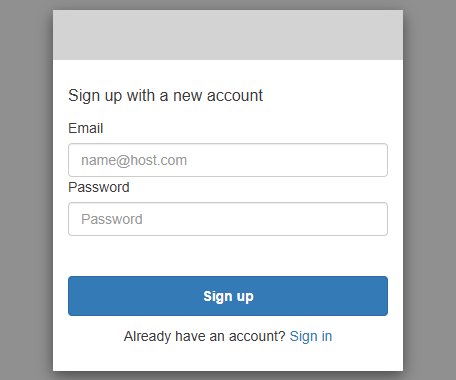 Sign up with a new account
Email
name@host.com
Password
Password
Sign up
Already have an account? Sign in